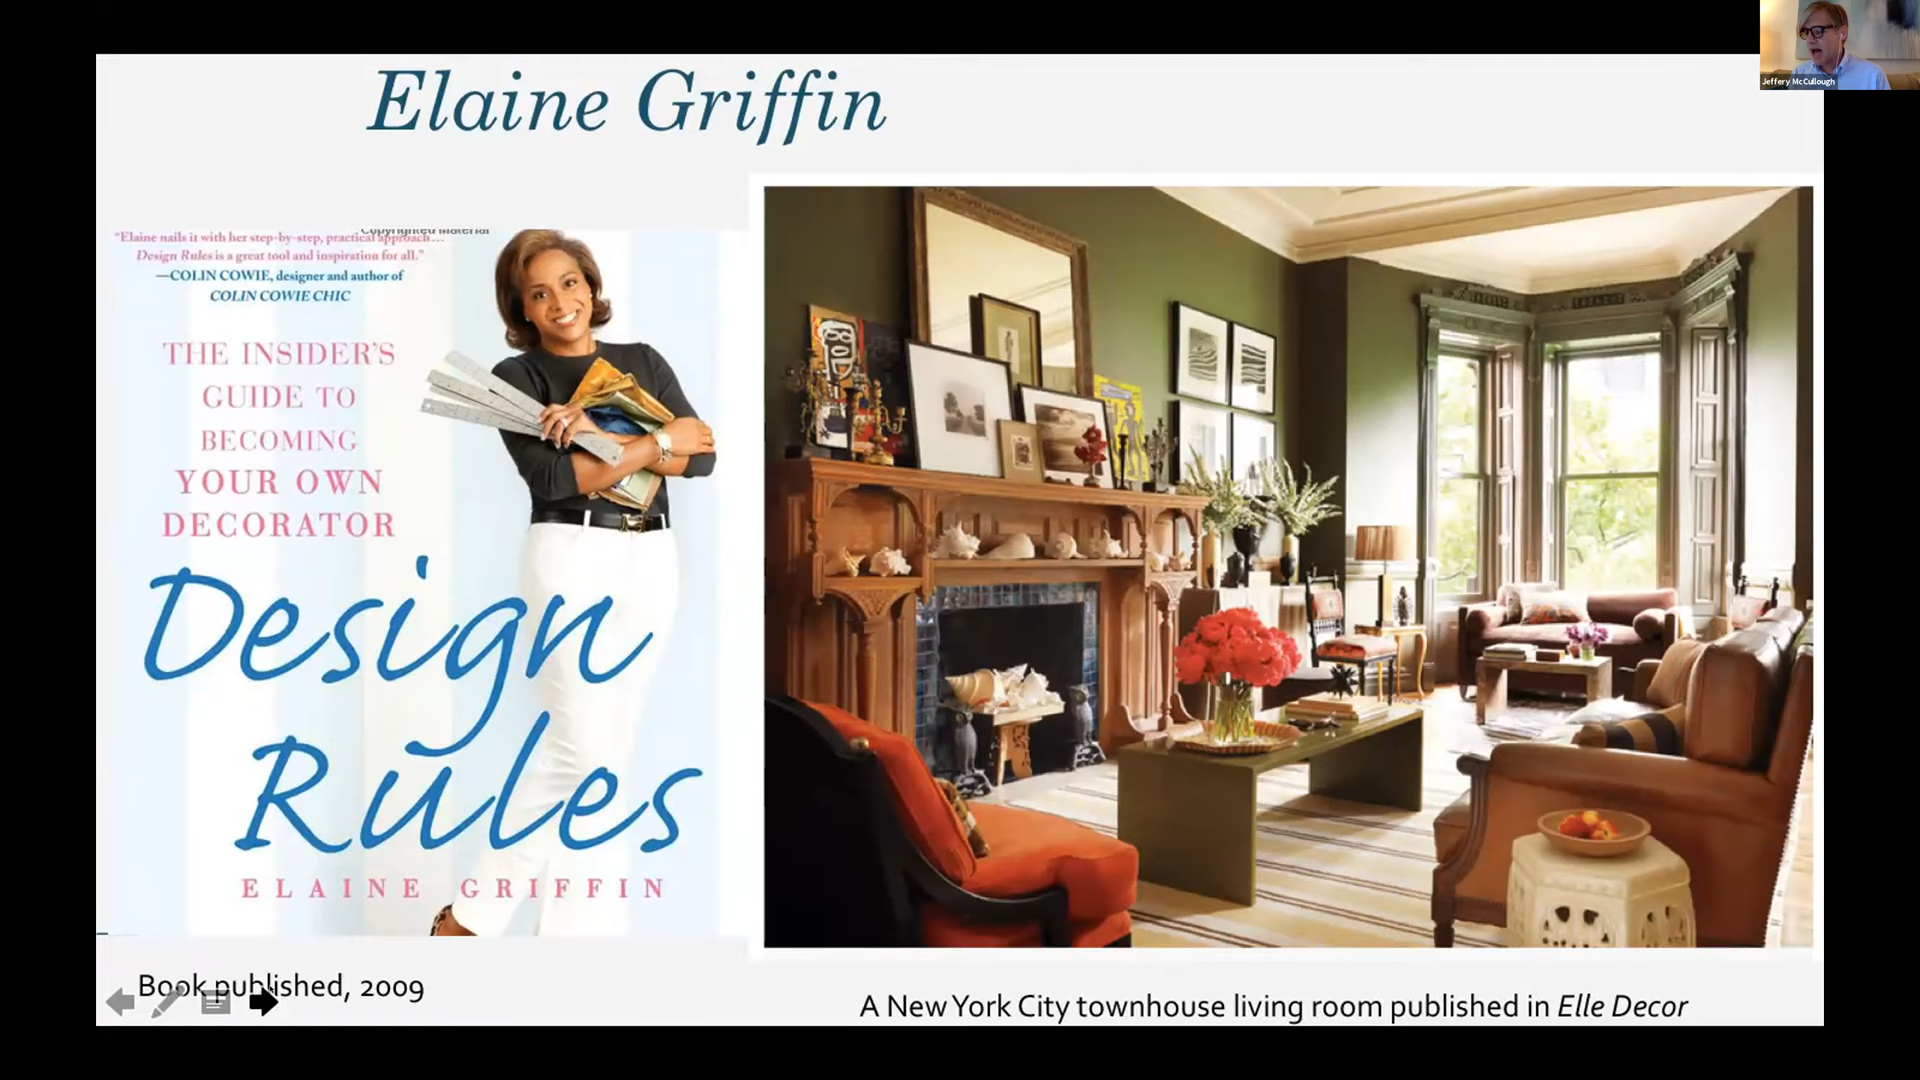 Elaine Griffin
Jeffery McCullough
Copyrighted Material
"Elaine nails it with her step-by-step, practical approach...
Design Rules is a great tool and inspiration for all."
—COLIN COWIE, designer and author of
COLIN COWIE CHIC
THE INSIDER'S
GUIDE TO
BECOMING
YOUR OWN
DECORATOR
Design
Rules
ELAINE GRIFFIN
Book published, 2009
A New York City townhouse living room published in Elle Decor